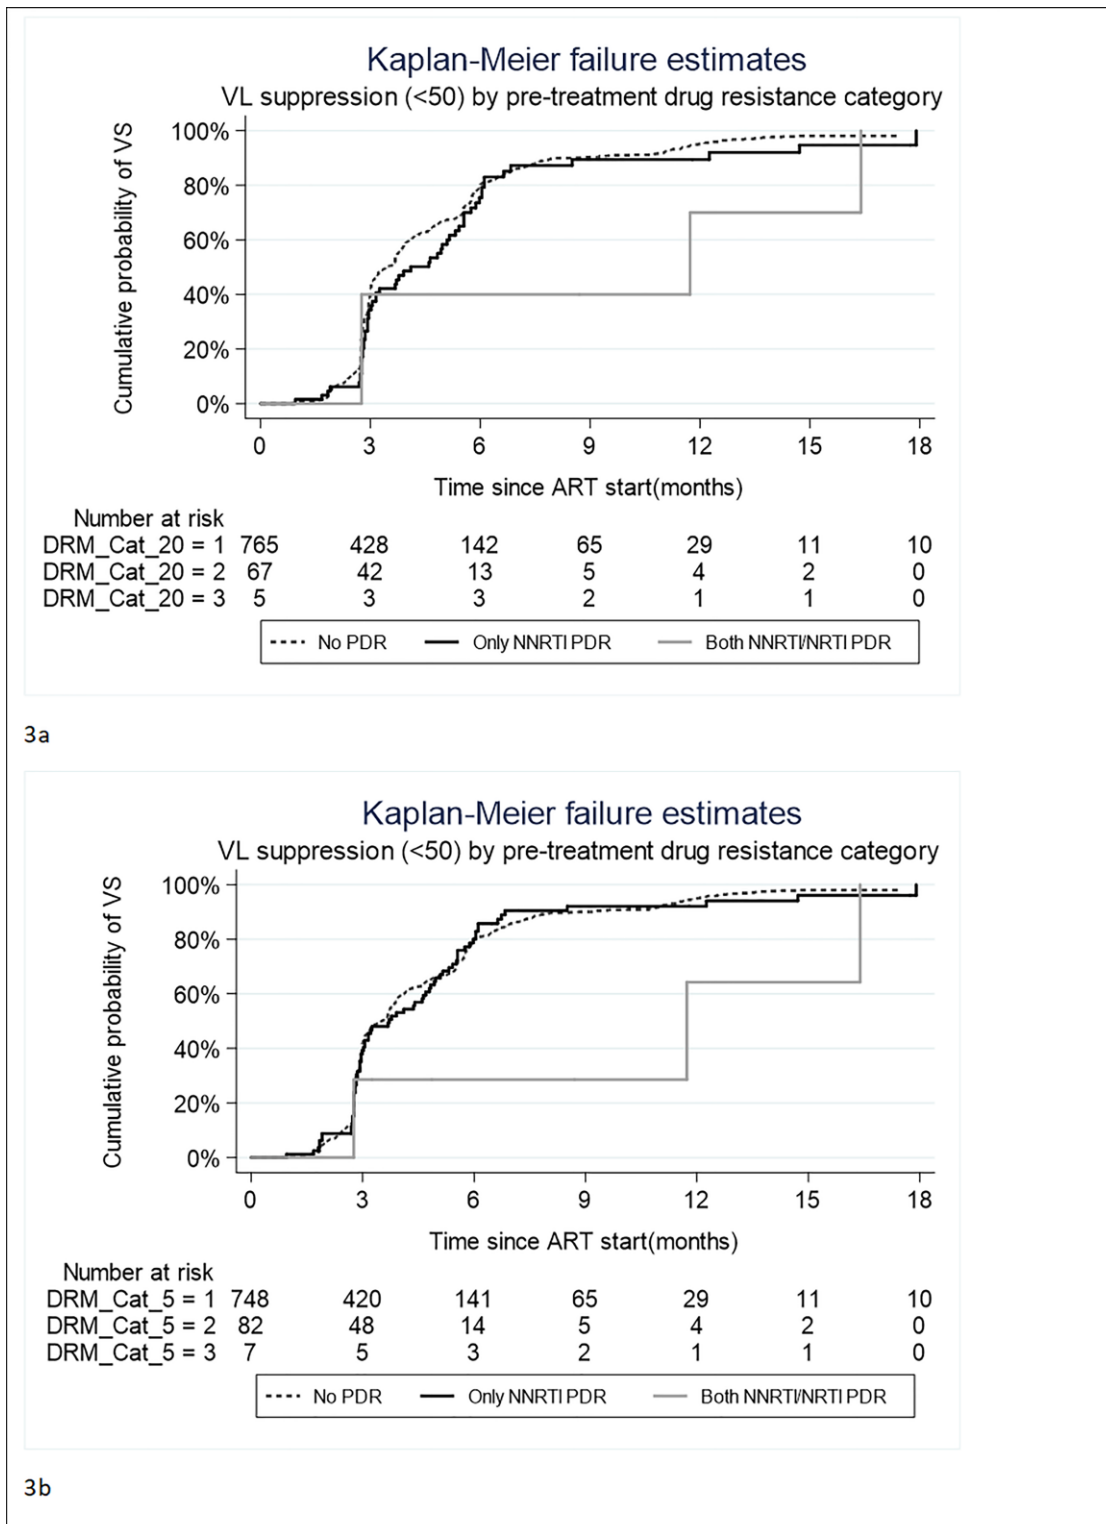 Kaplan-Meier failure estimates
VL suppression (<50) by pre-treatment drug resistance category
Cumulative probability of VS
100%
80%
60%
40%
20%
0%
0 3 6 9 12 15 18
Time since ART start(months)
Number at risk
DRM_Cat_20 = 1 765 428 142 65 29 11 10
DRM_Cat_20 = 2 67 42 13 5 4 2 0
DRM_Cat_20 = 3 5 3 3 2 1 1 0
No PDR Only NNRTI PDR Both NNRTI/NRTI PDR
3a
Kaplan-Meier failure estimates
VL suppression (<50) by pre-treatment drug resistance category
Cumulative probability of VS
100%
80%
60%
40%
20%
0%
0 3 6 9 12 15 18
Time since ART start(months)
Number at risk
DRM_Cat_5 = 1 748 420 141 65 29 11 10
DRM_Cat_5 = 2 82 48 14 5 4 2 0
DRM_Cat_5 = 3 7 5 3 2 1 1 0
No PDR Only NNRTI PDR Both NNRTI/NRTI PDR
3b